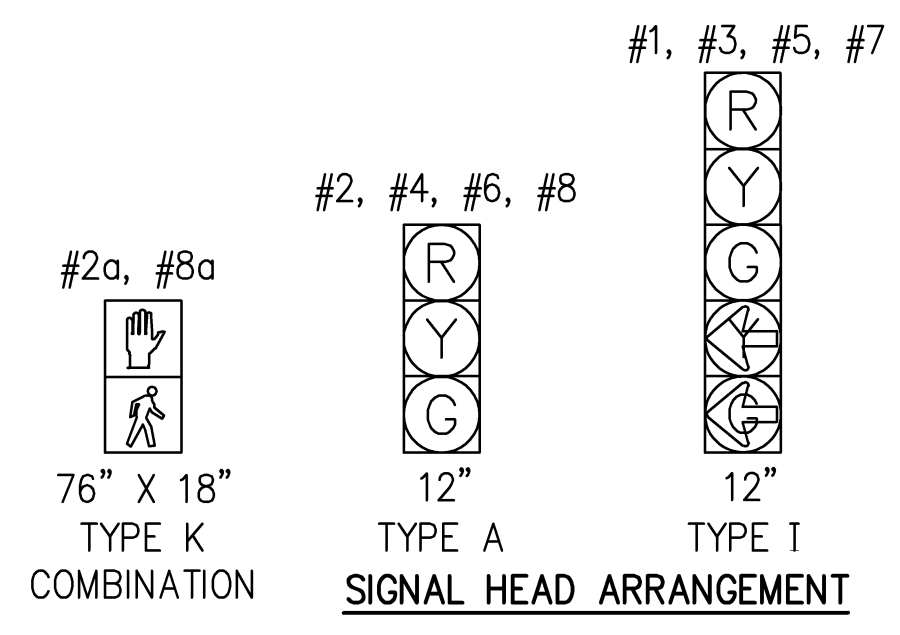 #1, #3, #5, #7
R
Y
G
Y
G
12”
TYPE I
#2, #4, #6, #8
R
Y
G
12”
TYPE A
#2a, #8a
76” X 18”
TYPE K
COMBINATION
SIGNAL HEAD ARRANGEMENT